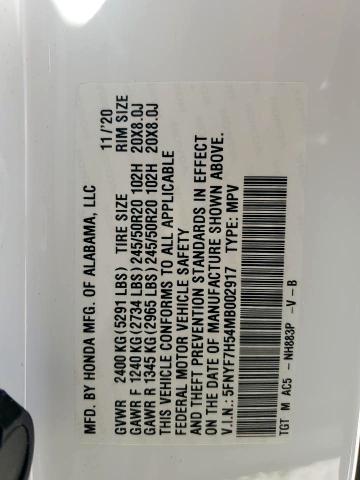 MFD. BY HONDA MFG. OF ALABAMA, LLC 11/'20
GVWR 2400 KG (5291 LBS) TIRE SIZE RIM SIZE
GAWR F 1240 KG (2734 LBS) 245/50R20 102H 20X8.0J
GAWR R 1345 KG (2965 LBS) 245/50R20 102H 20X8.0J
THIS VEHICLE CONFORMS TO ALL APPLICABLE
FEDERAL MOTOR VEHICLE SAFETY
AND THEFT PREVENTION STANDARDS IN EFFECT
ON THE DATE OF MANUFACTURE SHOWN ABOVE.
V.I.N.: 5FNYF7H54MB002917 TYPE: MPV
TGT M AC5 - NH883P -V - B